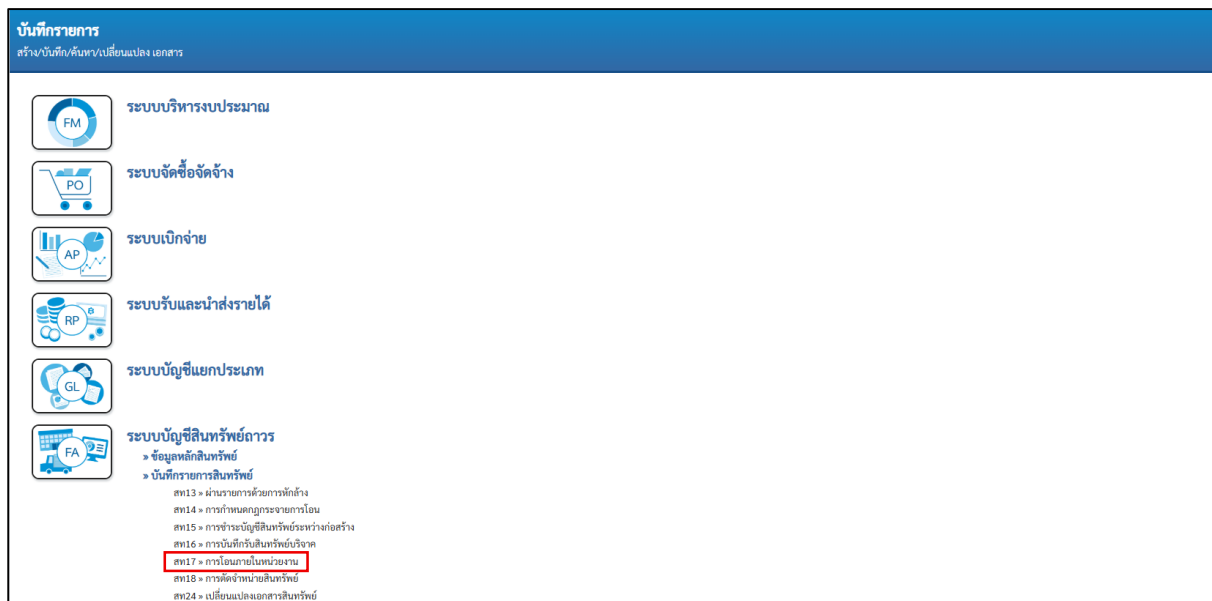 บันทึกรายการ
สร้าง/บันทึก/ค้นหา/เปลี่ยนแปลง เอกสาร
FM
ระบบบริหารงบประมาณ
PO
ระบบจัดซื้อจัดจ้าง
AP
ระบบเบิกจ่าย
RP
฿
ระบบรับและนำส่งรายได้
GL
ระบบบัญชีแยกประเภท
FA
ระบบบัญชีสินทรัพย์ถาวร
» ข้อมูลหลักสินทรัพย์
» บันทึกรายการสินทรัพย์
สท13 » ผ่านรายการด้วยการหักล้าง
สท14 » การกำหนดกฎกระจายการโอน
สท15 » การชำระบัญชีสินทรัพย์ระหว่างก่อสร้าง
สท16 » การบันทึกรับสินทรัพย์บริจาค
สท17 » การโอนภายในหน่วยงาน
สท18 » การตัดจำหน่ายสินทรัพย์
สท24 » เปลี่ยนแปลงเอกสารสินทรัพย์